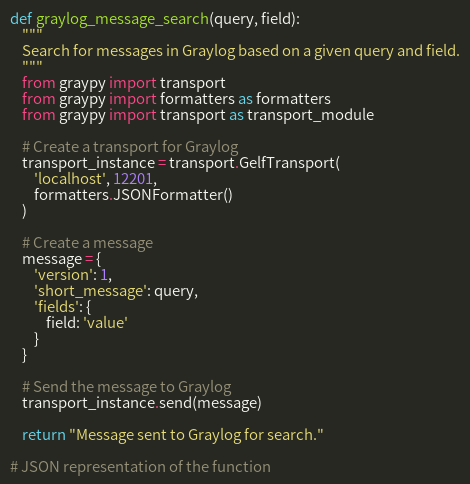 def graylog_message_search(query, field):
    """
    Search for messages in Graylog based on a given query and field.
    """
    from graypy import transport
    from graypy import formatters as formatters
    from graypy import transport as transport_module

    # Create a transport for Graylog
    transport_instance = transport.GelfTransport(
        'localhost', 12201,
        formatters.JSONFormatter()
    )

    # Create a message
    message = {
        'version': 1,
        'short_message': query,
        'fields': {
            field: 'value'
        }
    }

    # Send the message to Graylog
    transport_instance.send(message)

    return "Message sent to Graylog for search."

# JSON representation of the function